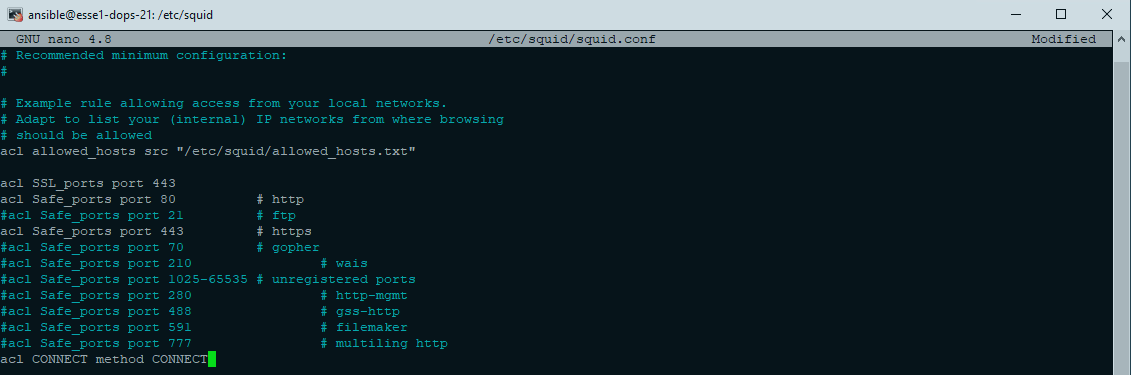 ansible@esse1-dops-21: /etc/squid
GNU nano 4.8 /etc/squid/squid.conf Modified
# Recommended minimum configuration:
#
# Example rule allowing access from your local networks.
# Adapt to list your (internal) IP networks from where browsing
# should be allowed
acl allowed_hosts src "/etc/squid/allowed_hosts.txt"
acl SSL_ports port 443
acl Safe_ports port 80 # http
#acl Safe_ports port 21 # ftp
acl Safe_ports port 443 # https
#acl Safe_ports port 70 # gopher
#acl Safe_ports port 210 # wais
#acl Safe_ports port 1025-65535 # unregistered ports
#acl Safe_ports port 280 # http-mgmt
#acl Safe_ports port 488 # gss-http
#acl Safe_ports port 591 # filemaker
#acl Safe_ports port 777 # multiling http
acl CONNECT method CONNECT